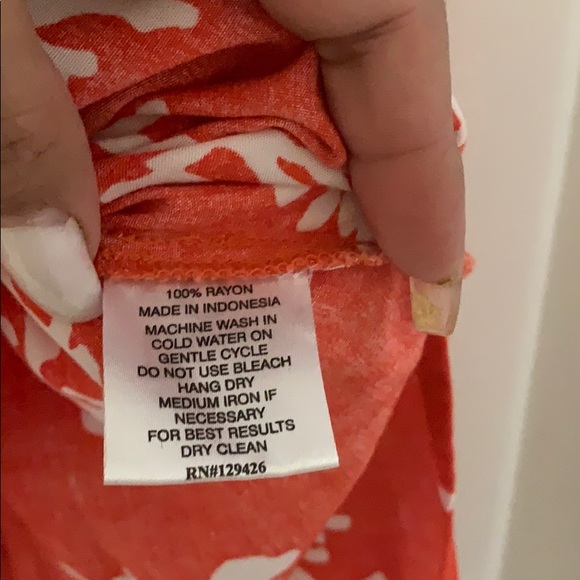 100% RAYON
MADE IN INDONESIA
MACHINE WASH IN
COLD WATER ON
GENTLE CYCLE
DO NOT USE BLEACH
HANG DRY
MEDIUM IRON IF
NECESSARY
FOR BEST RESULTS
DRY CLEAN
RN#129426